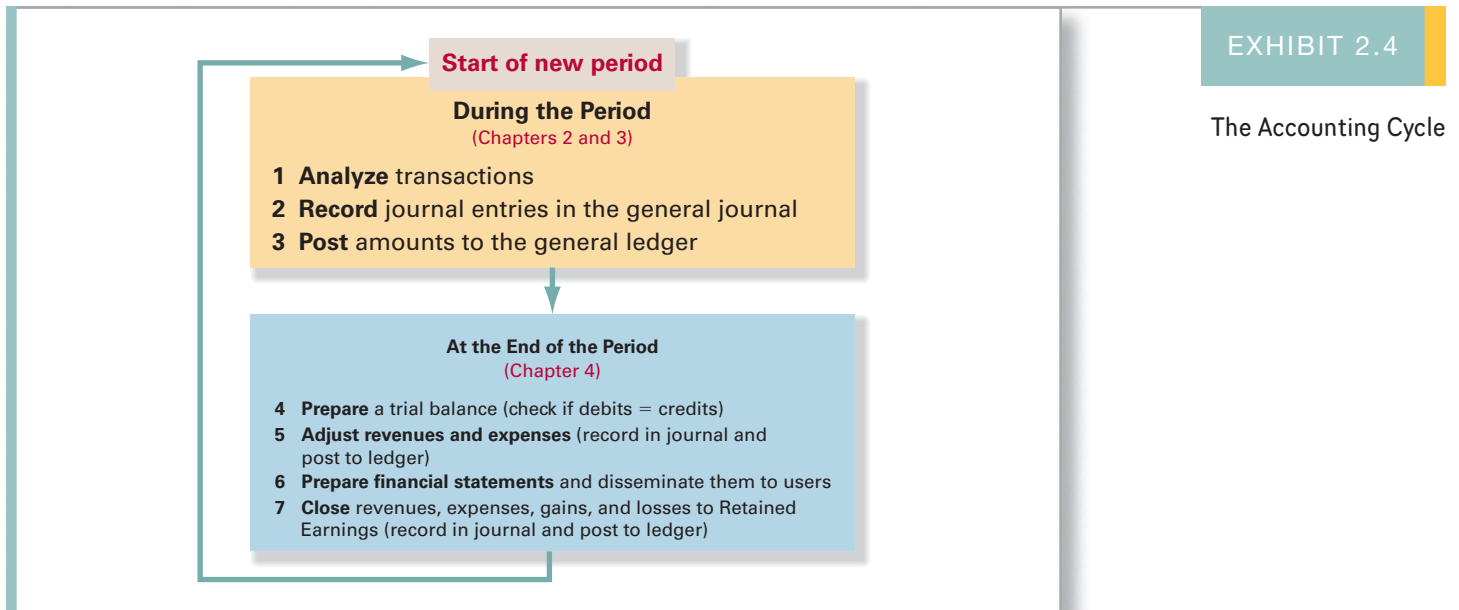 EXHIBIT 2.4
The Accounting Cycle
Start of new period
During the Period
(Chapters 2 and 3)
1 Analyze transactions
2 Record journal entries in the general journal
3 Post amounts to the general ledger
At the End of the Period
(Chapter 4)
4 Prepare a trial balance (check if debits = credits)
5 Adjust revenues and expenses (record in journal and
post to ledger)
6 Prepare financial statements and disseminate them to users
7 Close revenues, expenses, gains, and losses to Retained
Earnings (record in journal and post to ledger)